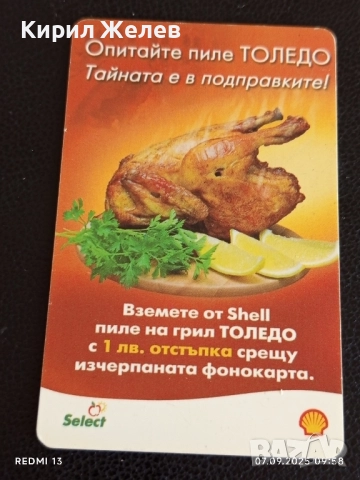 Кирил Желев
Опитайте пиле ТОЛЕДО
Тайната е в подправките!
Вземете от Shell
пиле на грил ТОЛЕДО
с 1 лв. отстъпка срещу
изчерпаната фонокарта.
Select
REDMI 13
07.09.2025 09:58
БАЗАР